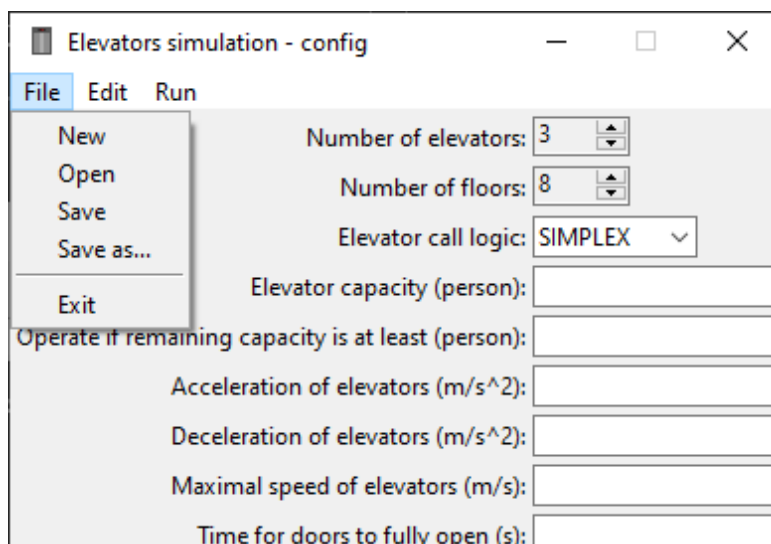 Elevators simulation - config
File Edit Run
New
Open
Save
Save as...
Exit
Number of elevators: 3
Number of floors: 8
Elevator call logic: SIMPLEX
Elevator capacity (person):
Operate if remaining capacity is at least (person):
Acceleration of elevators (m/s^2):
Deceleration of elevators (m/s^2):
Maximal speed of elevators (m/s):
Time for doors to fully open (s):